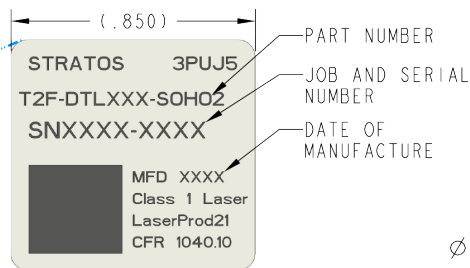 (.850)
STRATOS 3PUJ5
T2F-DTLXXX-S0H02
SNXXXX-XXXX
MFD XXXX
Class 1 Laser
LaserProd21
CFR 1040.10
PART NUMBER
JOB AND SERIAL
NUMBER
DATE OF
MANUFACTURE
Ø